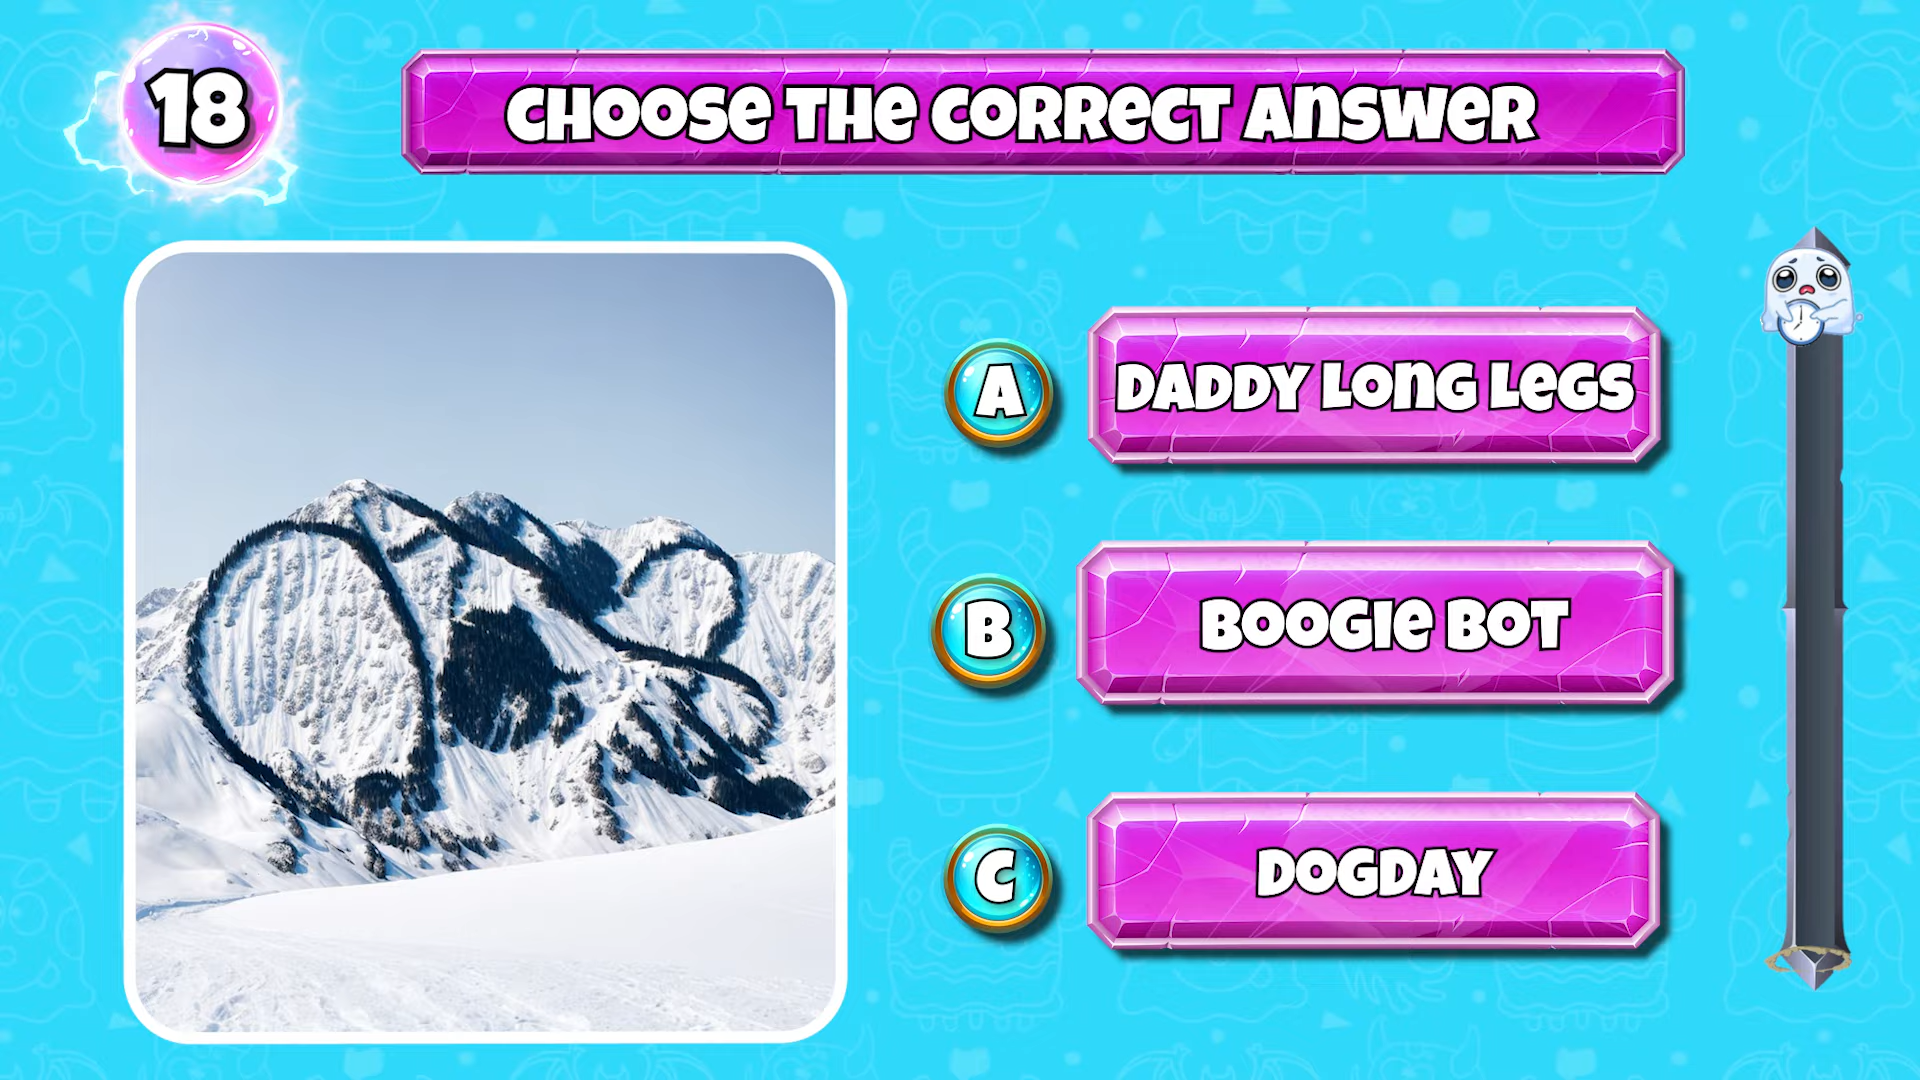 18
CHOOSE THE CORRECT ANSWER
A
DADDY LONG LEGS
B
BOOGIE BOT
C
DOGDAY